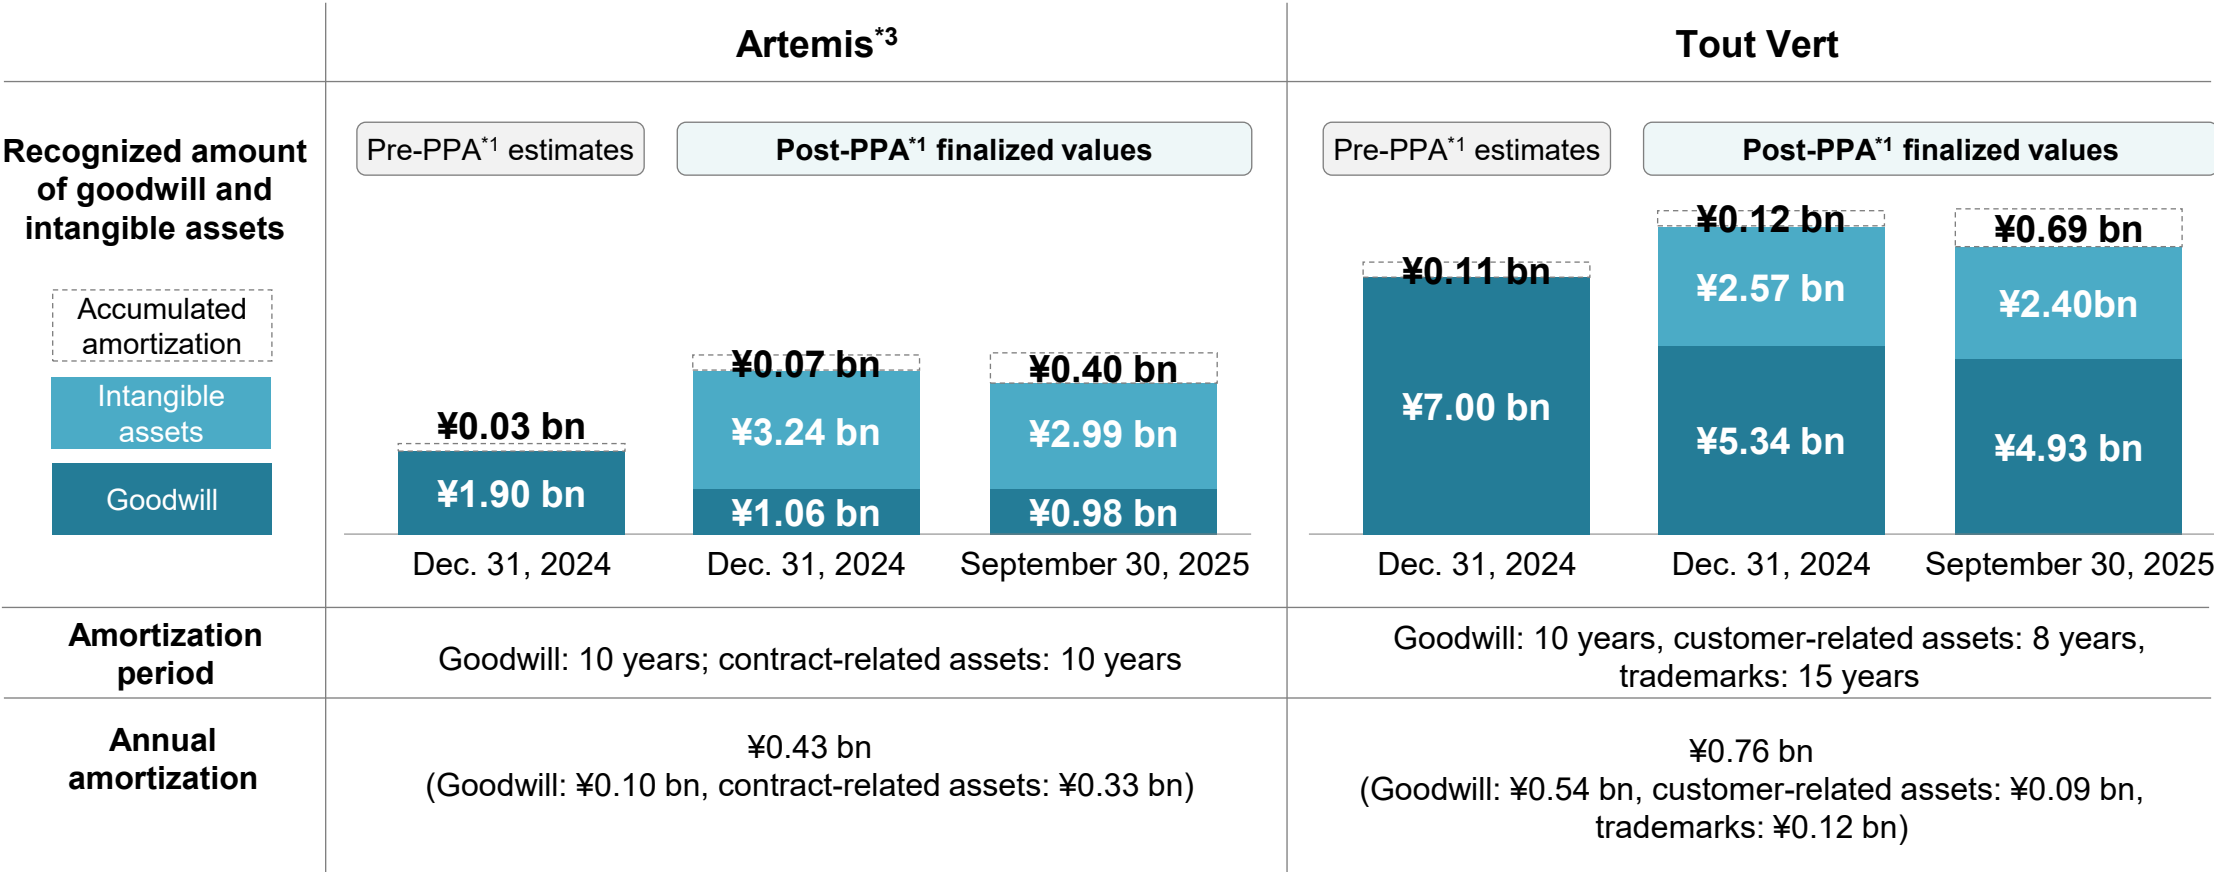 Artemis*3
Tout Vert
Recognized amount
of goodwill and
intangible assets
Accumulated
amortization
Intangible
assets
Goodwill
Pre-PPA*1 estimates
Post-PPA*1 finalized values
¥0.03 bn
¥1.90 bn
¥0.07 bn
¥3.24 bn
¥1.06 bn
¥0.40 bn
¥2.99 bn
¥0.98 bn
Dec. 31, 2024
Dec. 31, 2024
September 30, 2025
Pre-PPA*1 estimates
Post-PPA*1 finalized values
¥0.11 bn
¥7.00 bn
¥0.12 bn
¥2.57 bn
¥5.34 bn
¥0.69 bn
¥2.40bn
¥4.93 bn
Dec. 31, 2024
Dec. 31, 2024
September 30, 2025
Amortization
period
Goodwill: 10 years; contract-related assets: 10 years
Goodwill: 10 years, customer-related assets: 8 years,
trademarks: 15 years
Annual
amortization
¥0.43 bn
(Goodwill: ¥0.10 bn, contract-related assets: ¥0.33 bn)
¥0.76 bn
(Goodwill: ¥0.54 bn, customer-related assets: ¥0.09 bn,
trademarks: ¥0.12 bn)